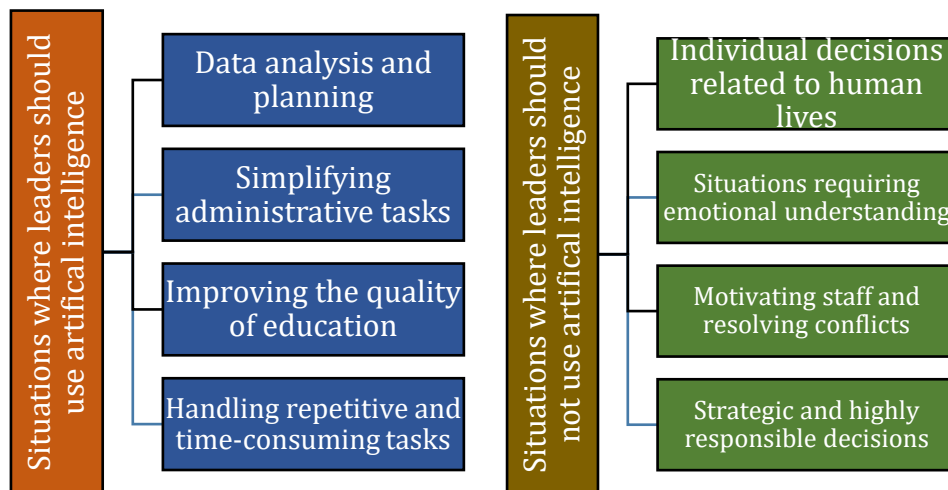 Situations where leaders should
use artifical intelligence
Data analysis and
planning
Simplifying
administrative tasks
Improving the quality
of education
Handling repetitive and
time-consuming tasks
Situations where leaders should
not use artifical intelligence
Individual decisions
related to human
lives
Situations requiring
emotional understanding
Motivating staff and
resolving conflicts
Strategic and highly
responsible decisions